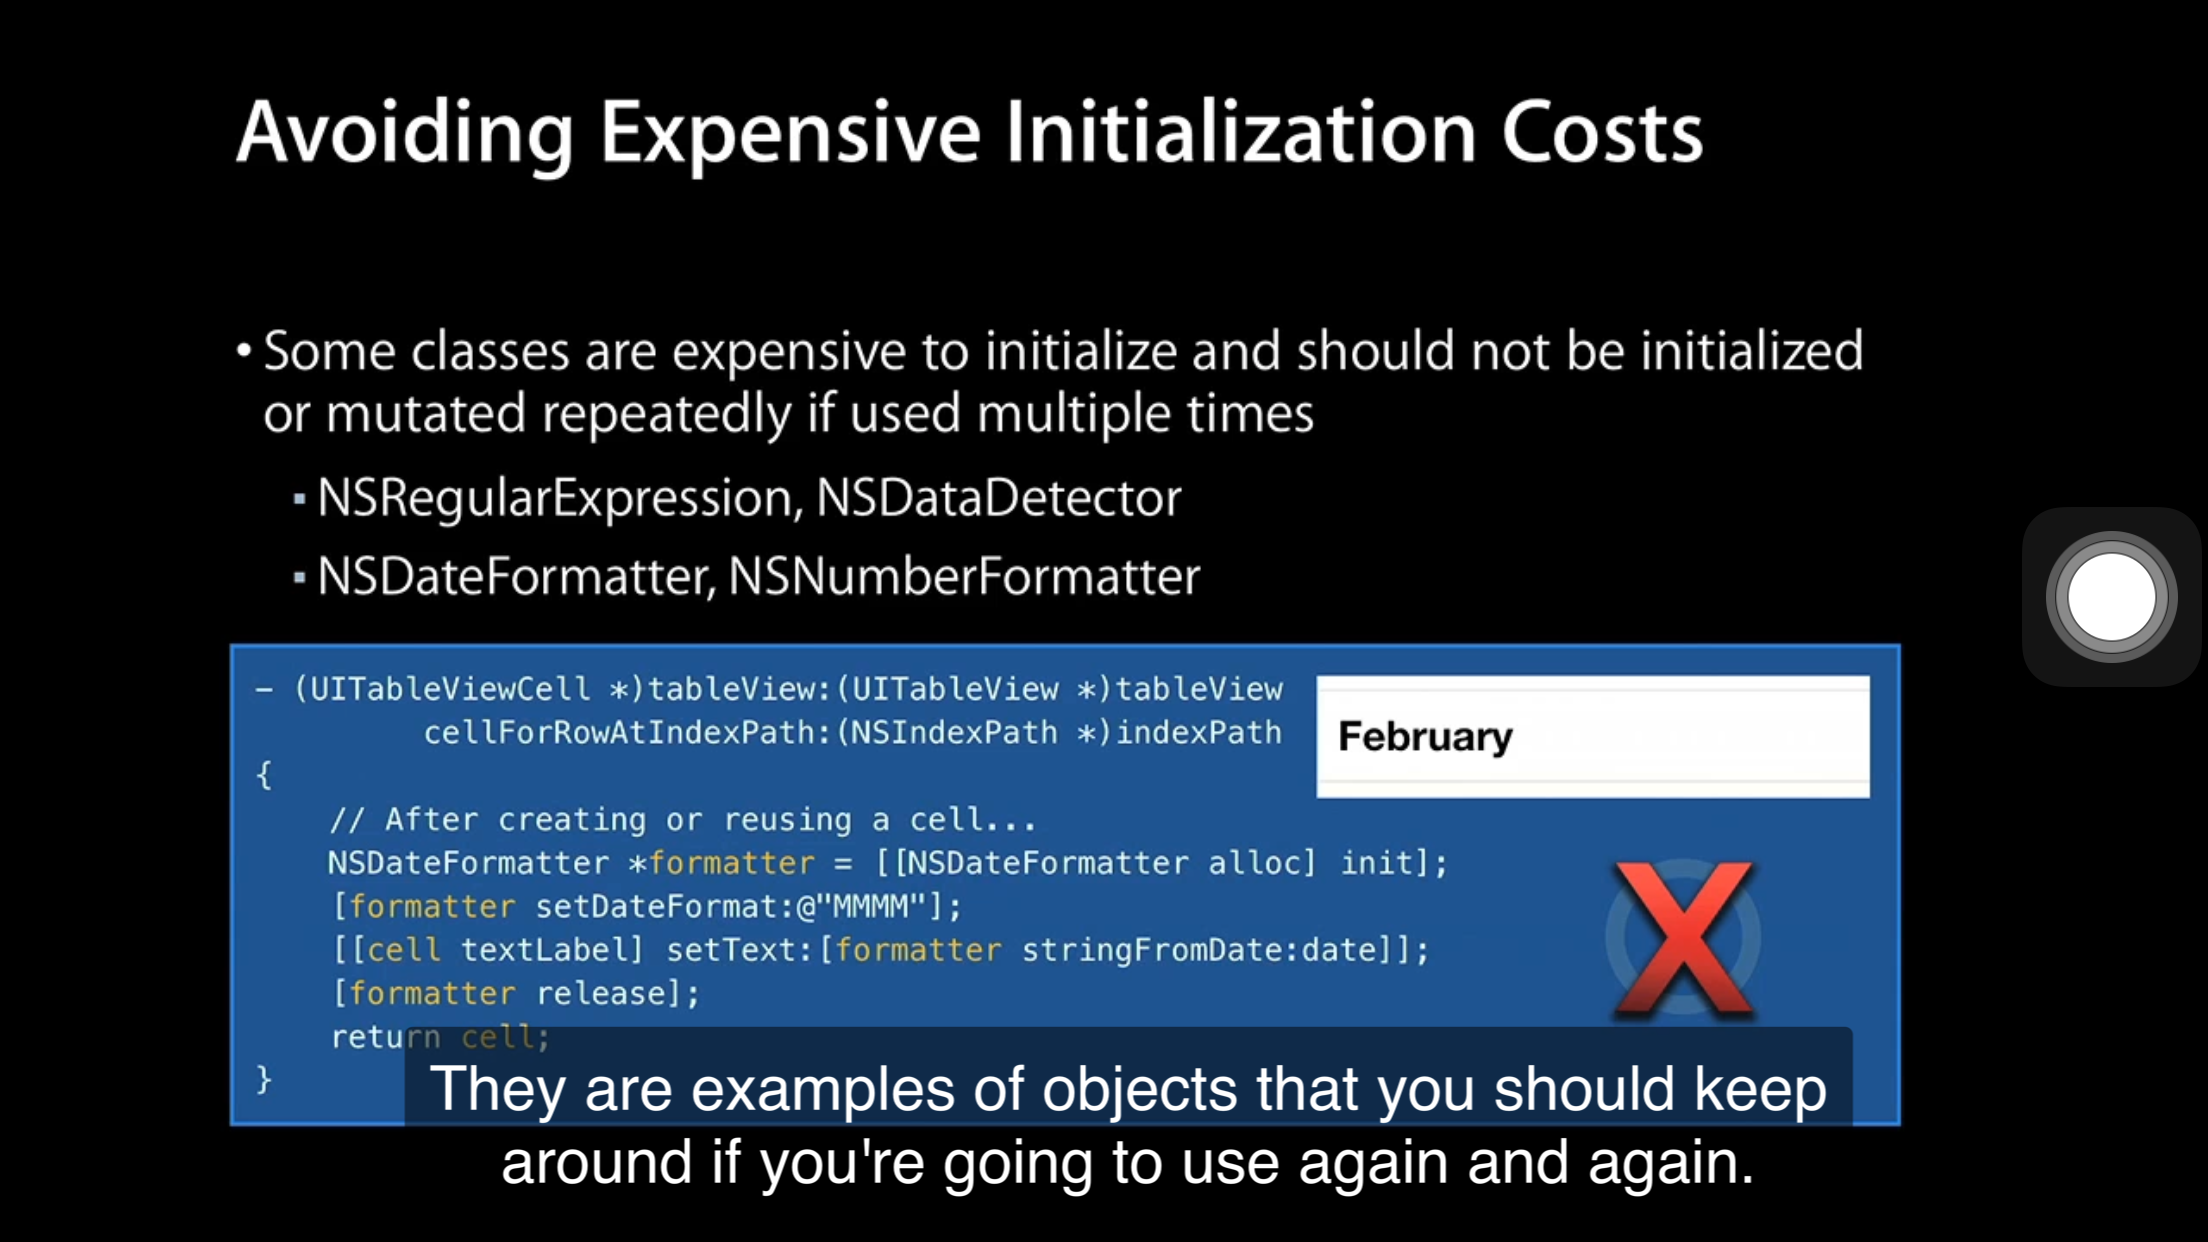 Avoiding Expensive Initialization Costs
• Some classes are expensive to initialize and should not be initialized
or mutated repeatedly if used multiple times
▪ NSRegularExpression, NSDataDetector
▪ NSDateFormatter, NSNumberFormatter
– (UITableViewCell *)tableView:(UITableView *)tableView
cellForRowAtIndexPath:(NSIndexPath *)indexPath
February
{
// After creating or reusing a cell...
NSDateFormatter *formatter = [[NSDateFormatter alloc] init];
[formatter setDateFormat:@"MMMM"];
[[cell textLabel] setText:[formatter stringFromDate:date]];
[formatter release];
return cell;
}
X
They are examples of objects that you should keep
around if you're going to use again and again.